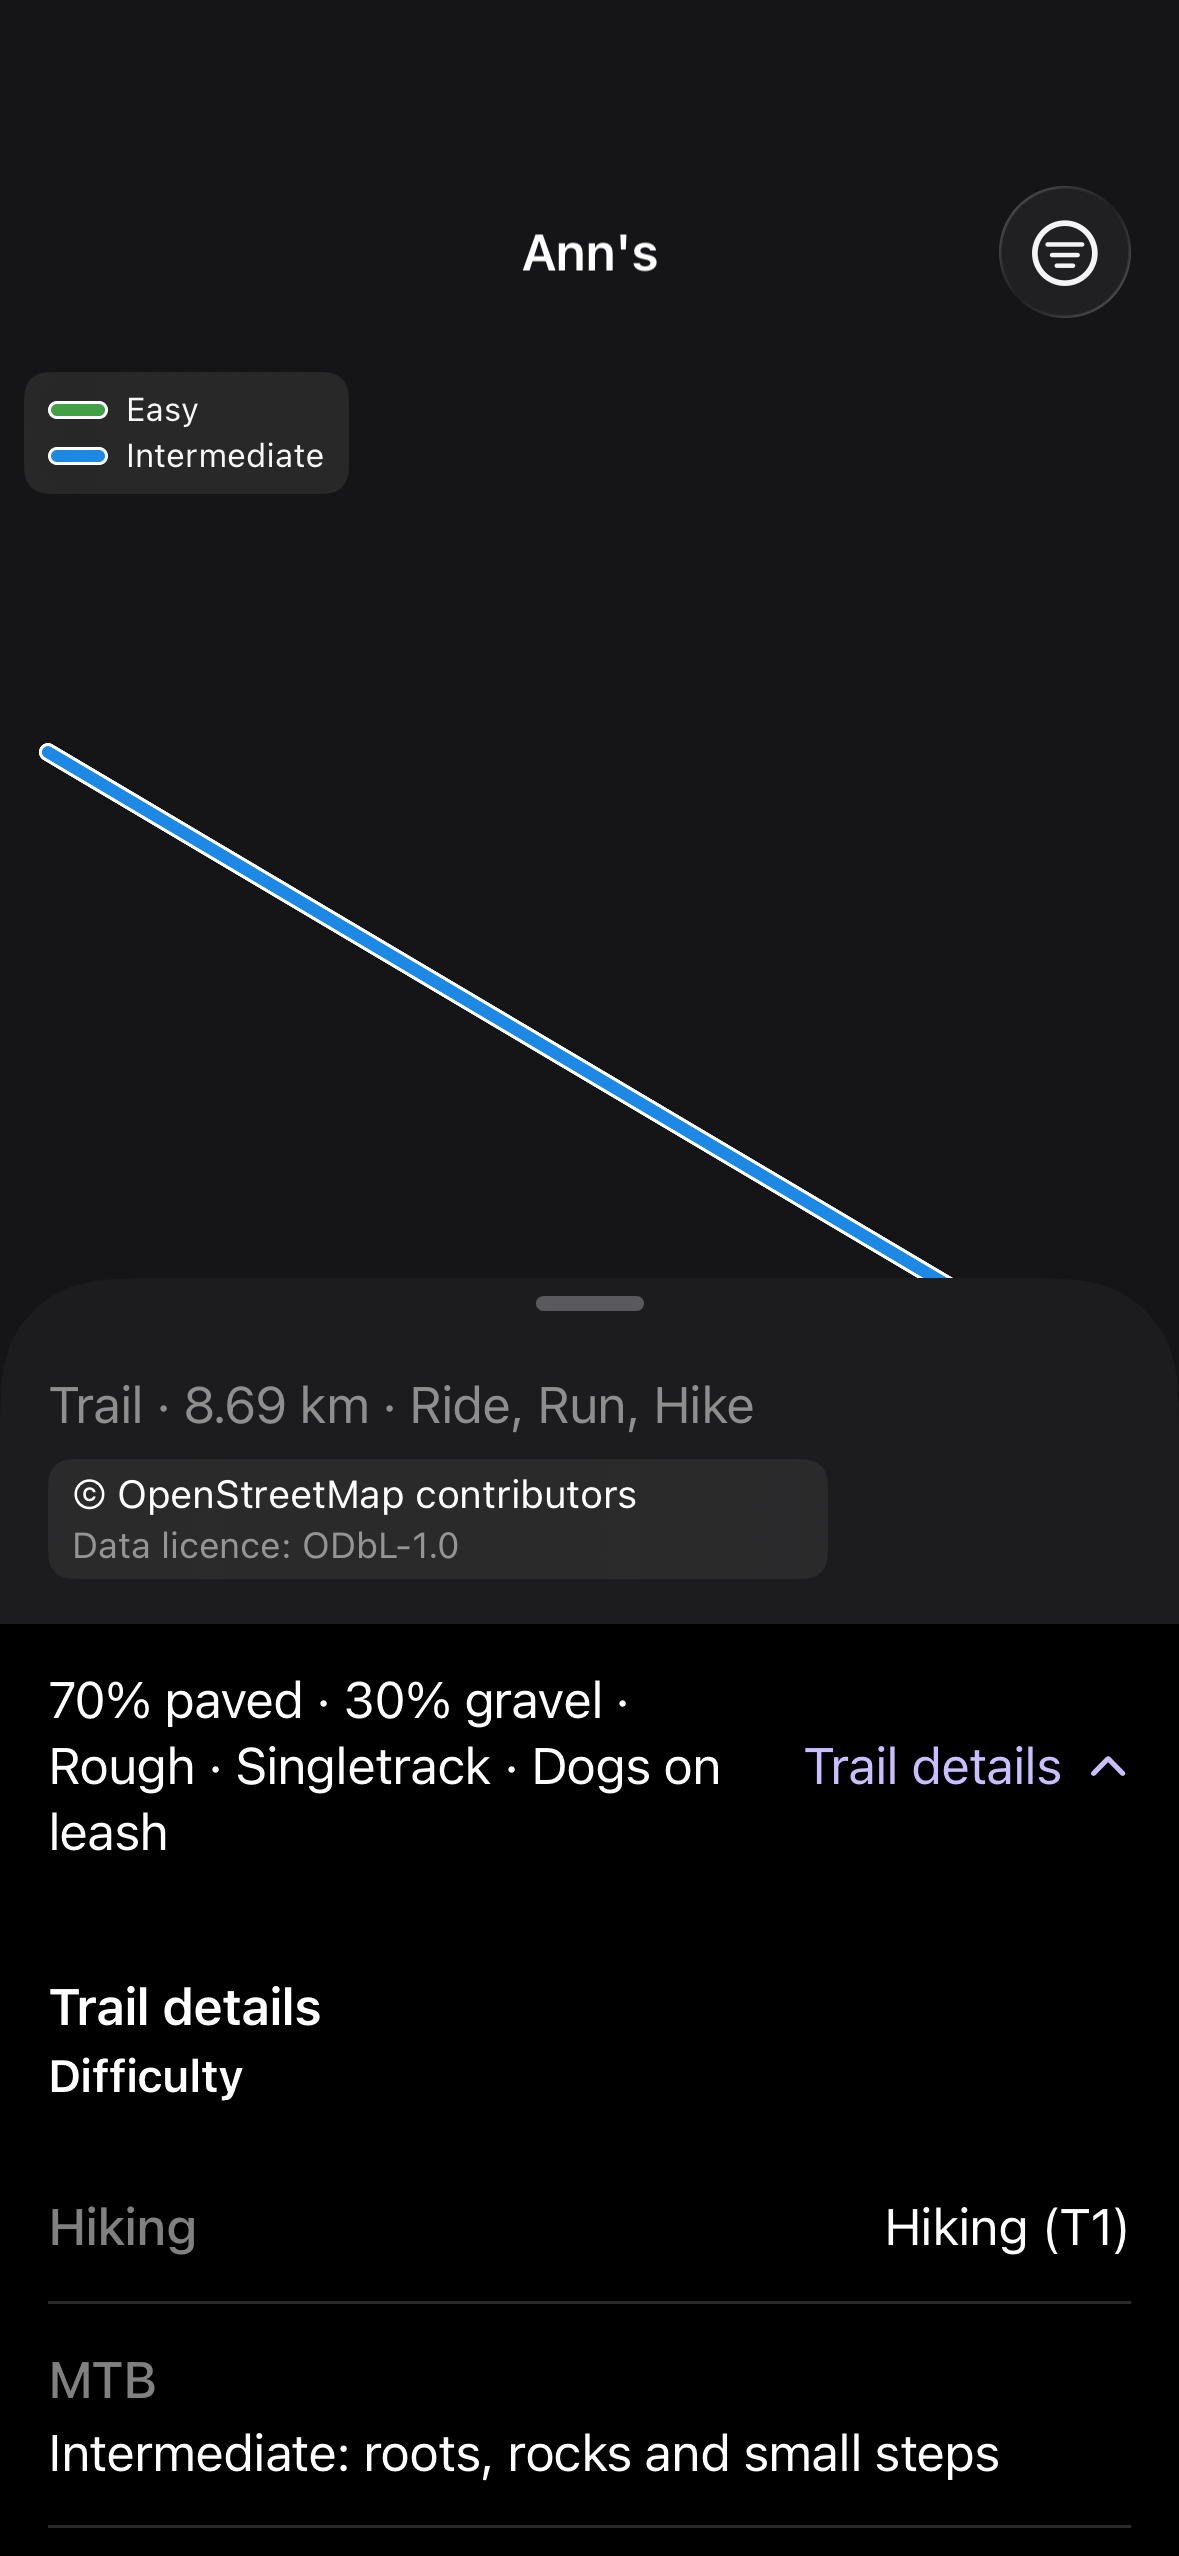 Ann's
Easy
Intermediate
Trail · 8.69 km · Ride, Run, Hike
© OpenStreetMap contributors
Data licence: ODbL-1.0
70% paved · 30% gravel ·
Rough · Singletrack · Dogs on
leash
Trail details
Trail details
Difficulty
Hiking
Hiking (T1)
MTB
Intermediate: roots, rocks and small steps